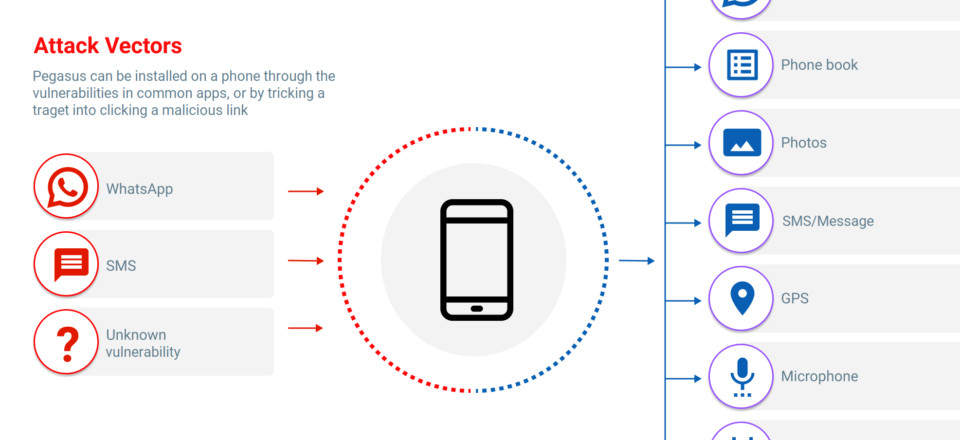 Attack Vectors
Pegasus can be installed on a phone through the
vulnerabilities in common apps, or by tricking a
traget into clicking a malicious link
WhatsApp
SMS
Unknown
vulnerability
Phone book
Photos
SMS/Message
GPS
Microphone